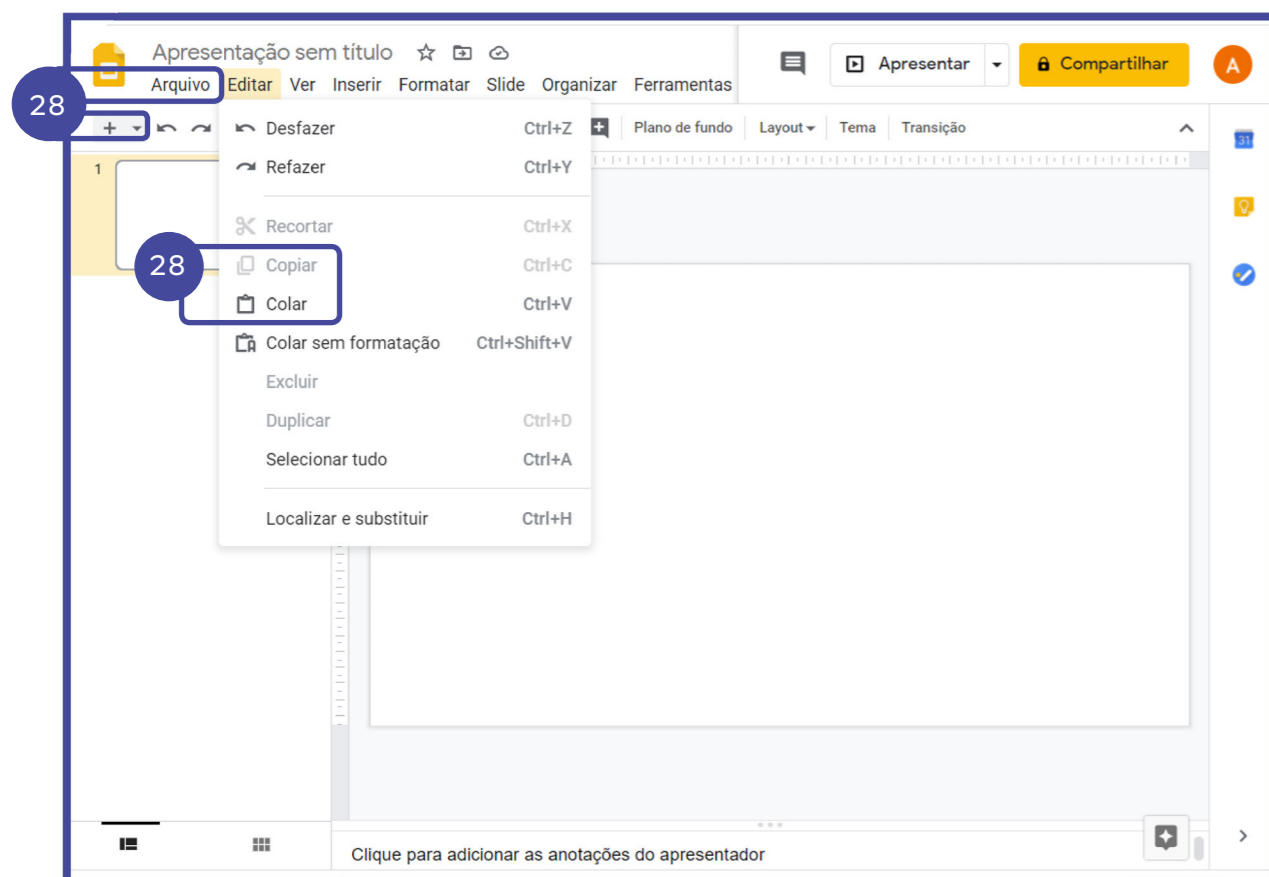 Apresentação sem título
Arquivo Editar Ver Inserir Formatar Slide Organizar Ferramentas
Apresentar
Compartilhar
A
28
Plano de fundo Layout Tema Transição
31
1
Desfazer Ctrl+Z
Refazer Ctrl+Y
Recortar Ctrl+X
28
Copiar Ctrl+C
Colar Ctrl+V
Colar sem formatação Ctrl+Shift+V
Excluir
Duplicar Ctrl+D
Selecionar tudo Ctrl+A
Localizar e substituir Ctrl+H
Clique para adicionar as anotações do apresentador